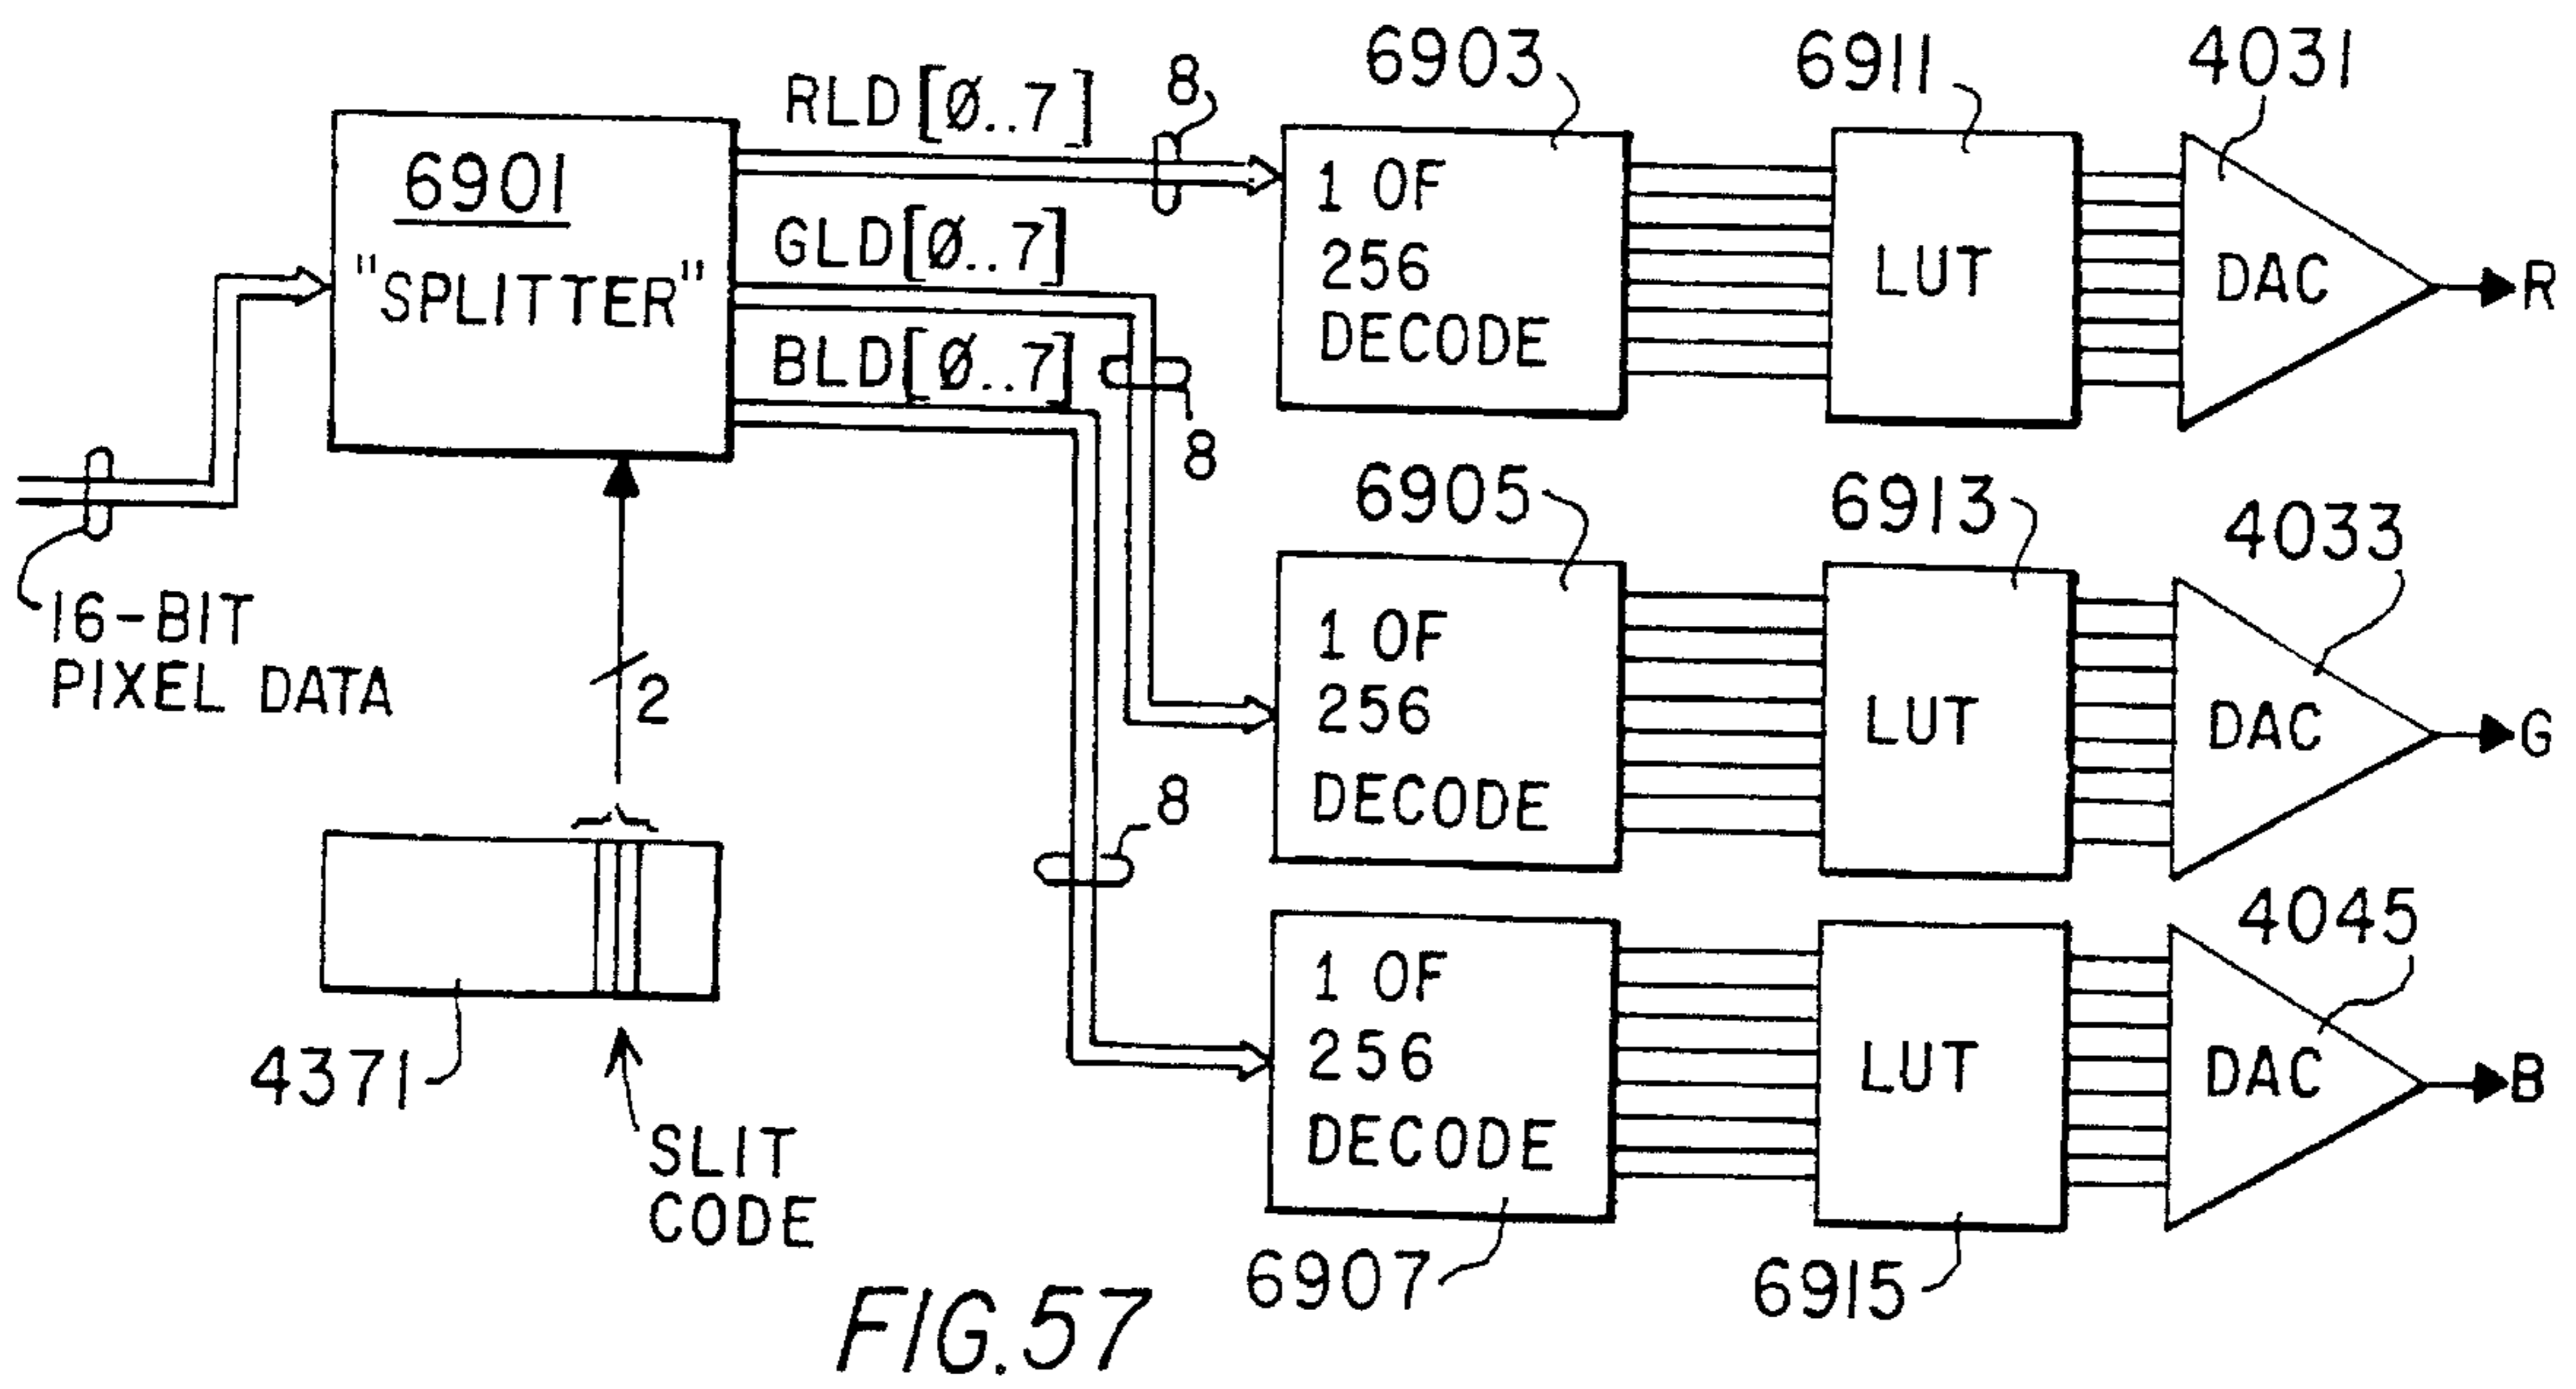 6901
"SPLITTER"
RLD [Ø..7]
8
GLD[Ø..7]
BLD[Ø..7]
8
8
16-BIT
PIXEL DATA
2
4371
SLIT
CODE
6903
1 OF
256
DECODE
6911
LUT
4031
DAC
R
6905
1 OF
256
DECODE
6913
LUT
4033
DAC
G
1 OF
256
DECODE
6907
LUT
6915
4045
DAC
B
FIG.57